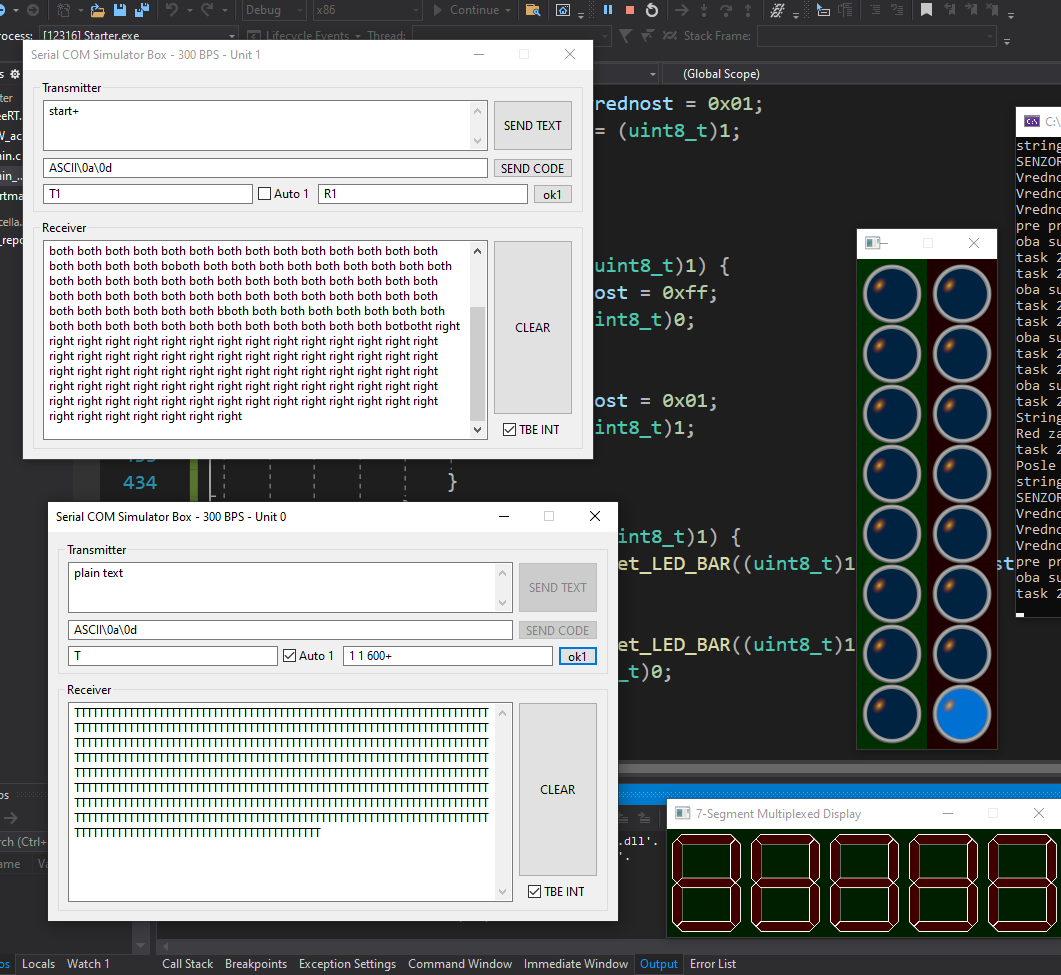 Debug x86 Continue
rocess: [12316] Starter.exe Lifecycle Events Thread: Stack Frame:
(Global Scope)
Serial COM Simulator Box - 300 BPS - Unit 1
Transmitter
start+
SEND TEXT
ASCII\0a\0d
SEND CODE
T1 Auto 1 R1 ok1
Receiver
both both both both both both both both both both both both both both
both both both both boboth both both both both both both both both both
both both both both both both both both both both both both both both
both both both both both both both both both both both both both both
both both both both both both bboth both both both both both both both
both both both both both both both both both both both both botbotht right
right right right right right right right right right right right right right right
right right right right right right right right right right right right right right
right right right right right right right right right right right right right right
right right right right right right right right right right right right right right
right right right right right right right right right right right right right right
right right right right right right right
CLEAR
TBE INT
rednost = 0x01;
= (uint8_t)1;
uint8_t)1) {
ost = 0xff;
int8_t)0;
ost = 0x01;
int8_t)1;
434 }
int8_t)1) {
et_LED_BAR((uint8_t)1 st
et_LED_BAR((uint8_t)1
_t)0;
Serial COM Simulator Box - 300 BPS - Unit 0
Transmitter
plain text
SEND TEXT
ASCII\0a\0d
SEND CODE
T Auto 1 1 1 600+ ok1
Receiver
CLEAR
TBE INT
C:\
string
SENZOR
Vredno
Vredno
Vredno
pre pr
oba su
task 2
task 2
oba su
task 2
task 2
oba su
task 2
task 2
oba su
task 2
String
Red za
task 2
Posle
string
SENZOR
Vredno
Vredno
Vredno
pre pr
oba su
task 2
7-Segment Multiplexed Display
.dll'.
'.
rch (Ctrl+
ame Va
os Locals Watch 1 Call Stack Breakpoints Exception Settings Command Window Immediate Window Output Error List